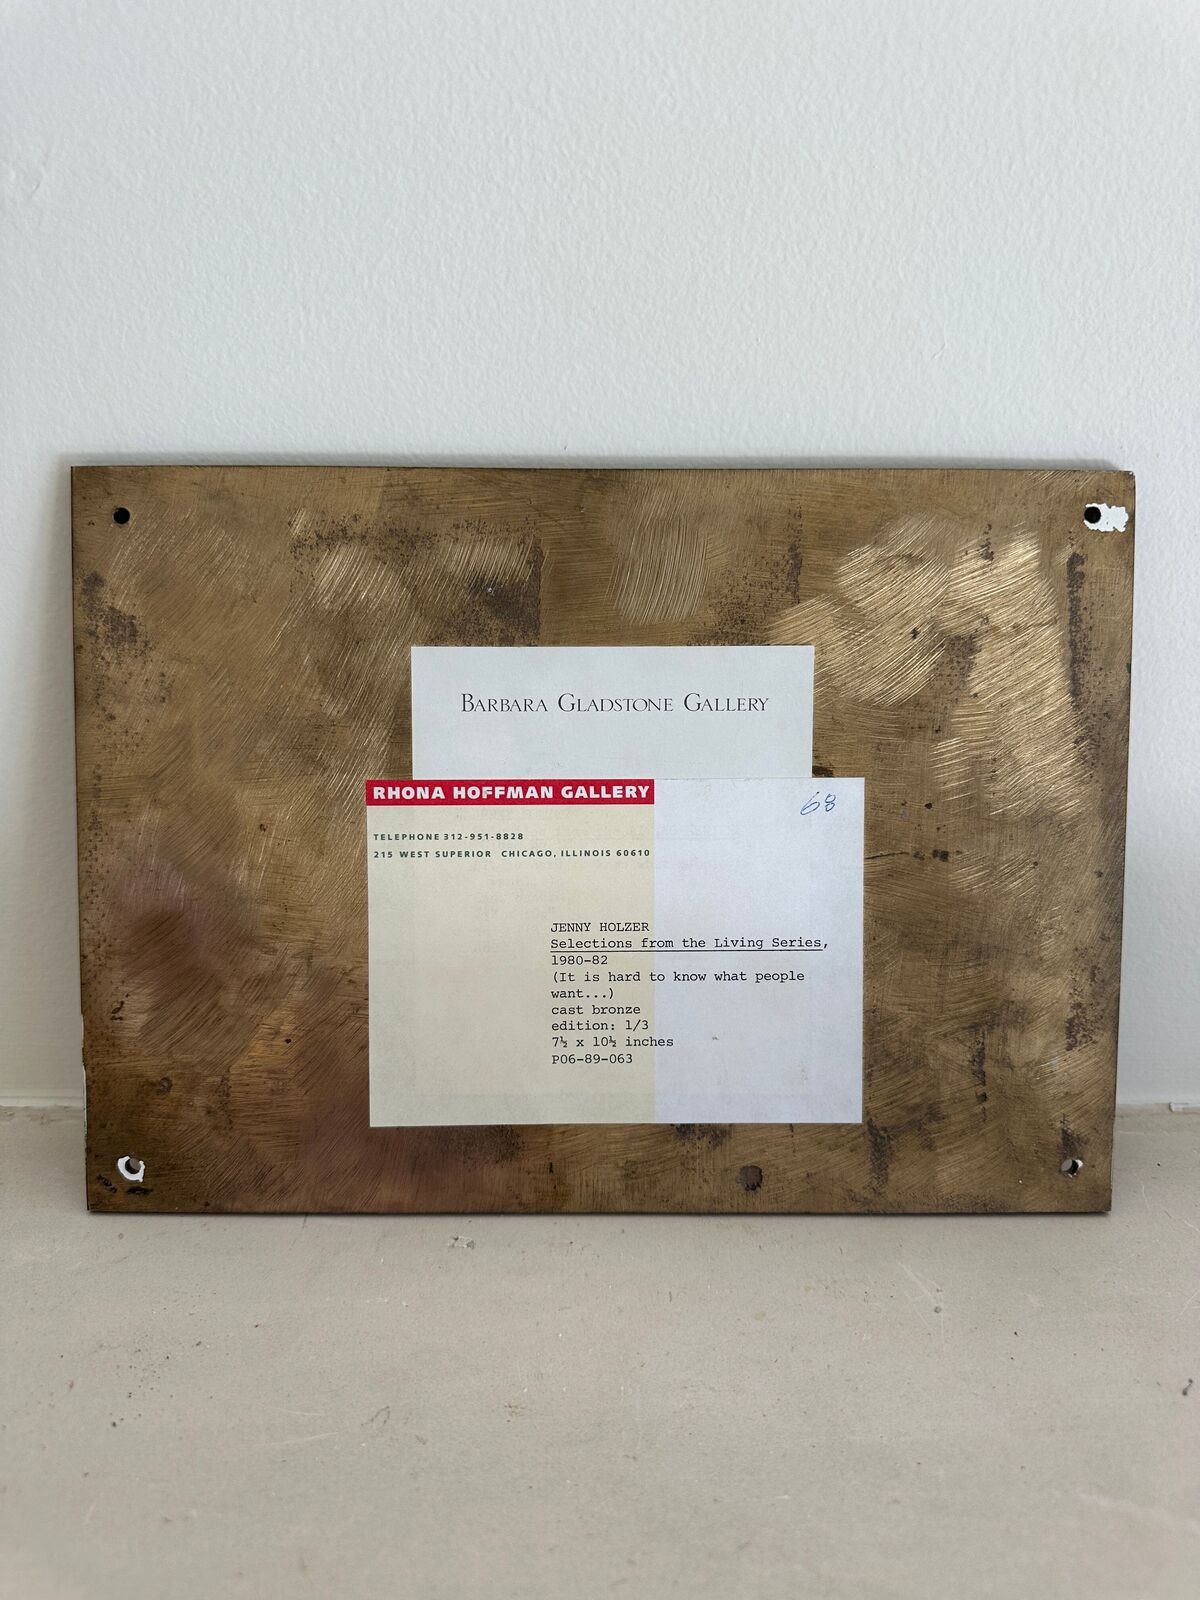 BARBARA GLADSTONE GALLERY
RHONA HOFFMAN GALLERY
68
TELEPHONE 312-951-8828
215 WEST SUPERIOR CHICAGO, ILLINOIS 60610
JENNY HOLZER
Selections from the Living Series,
1980-82
(It is hard to know what people
want...)
cast bronze
edition: 1/3
7½ x 10½ inches
P06-89-063